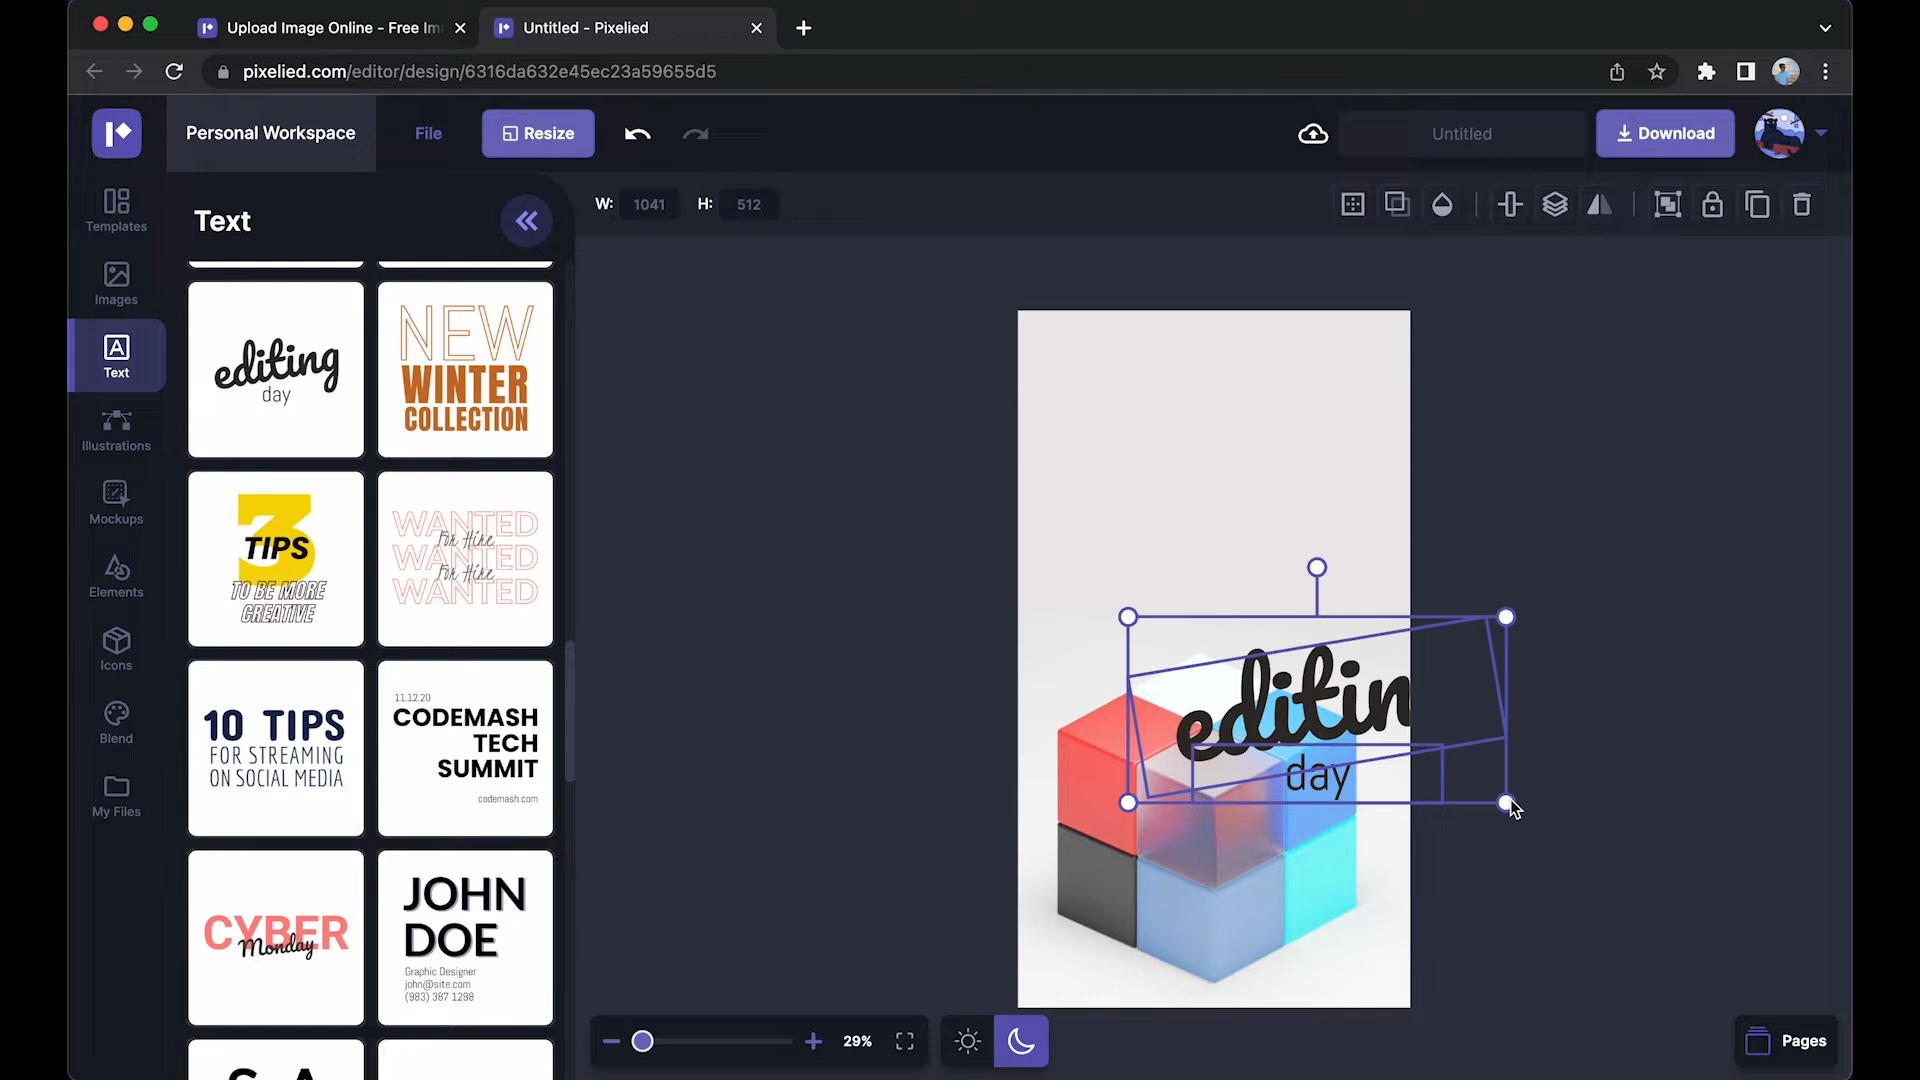 Upload Image Online - Free Im
Untitled - Pixelied
pixelied.com/editor/design/6316da632e45ec23a59655d5
Personal Workspace
File
Resize
Untitled
Download
Templates
Images
Text
Illustrations
Mockups
Elements
Icons
Blend
My Files
Text
W: 1041 H: 512
editing
day
NEW
WINTER
COLLECTION
3
TIPS
TO BE MORE
CREATIVE
WANTED
For Hire
WANTED
For Hire
WANTED
10 TIPS
FOR STREAMING
ON SOCIAL MEDIA
11.12.20
CODEMASH
TECH
SUMMIT
codemash.com
CYBER
Monday
JOHN
DOE
Graphic Designer
john@site.com
(983) 387 1298
editin
day
29%
Pages